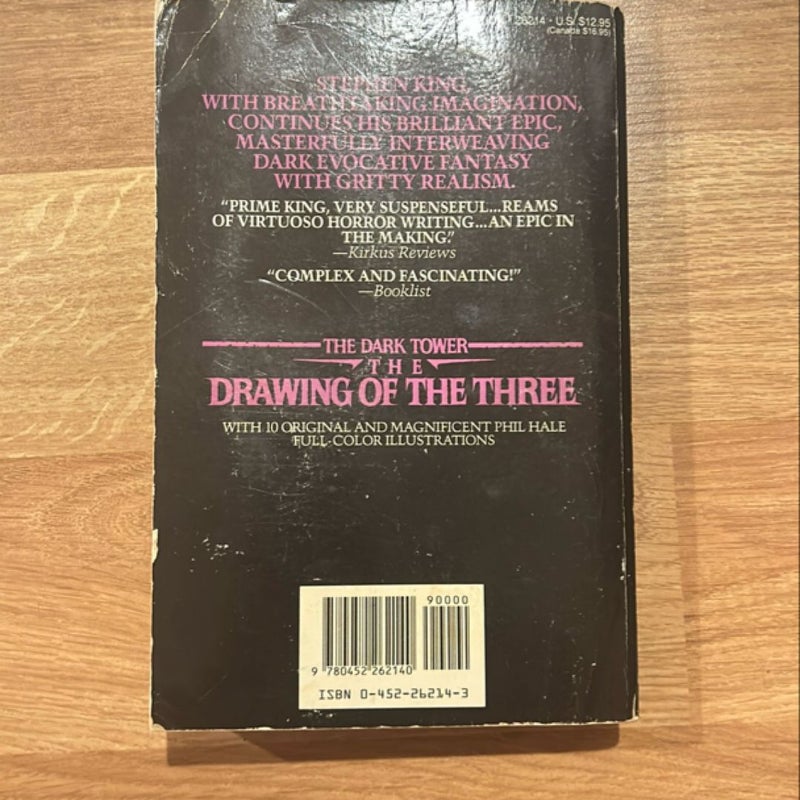 26214 · U.S. $12.95
(Canada $16.95)
STEPHEN KING,
WITH BREATHTAKING IMAGINATION,
CONTINUES HIS BRILLIANT EPIC,
MASTERFULLY INTERWEAVING
DARK EVOCATIVE FANTASY
WITH GRITTY REALISM.
“PRIME KING, VERY SUSPENSEFUL...REAMS
OF VIRTUOSO HORROR WRITING...AN EPIC IN
THE MAKING.”
—Kirkus Reviews
“COMPLEX AND FASCINATING!”
—Booklist
THE DARK TOWER
THE
DRAWING OF THE THREE
WITH 10 ORIGINAL AND MAGNIFICENT PHIL HALE
FULL-COLOR ILLUSTRATIONS
90000
9 780452 262140
ISBN 0-452-26214-3